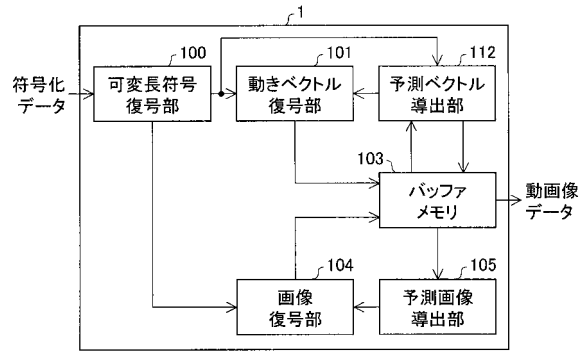 1
100
101
112
符号化
データ
可変長符号
復号部
動きベクトル
復号部
予測ベクトル
導出部
103
バッファ
メモリ
動画像
データ
104
105
画像
復号部
予測画像
導出部